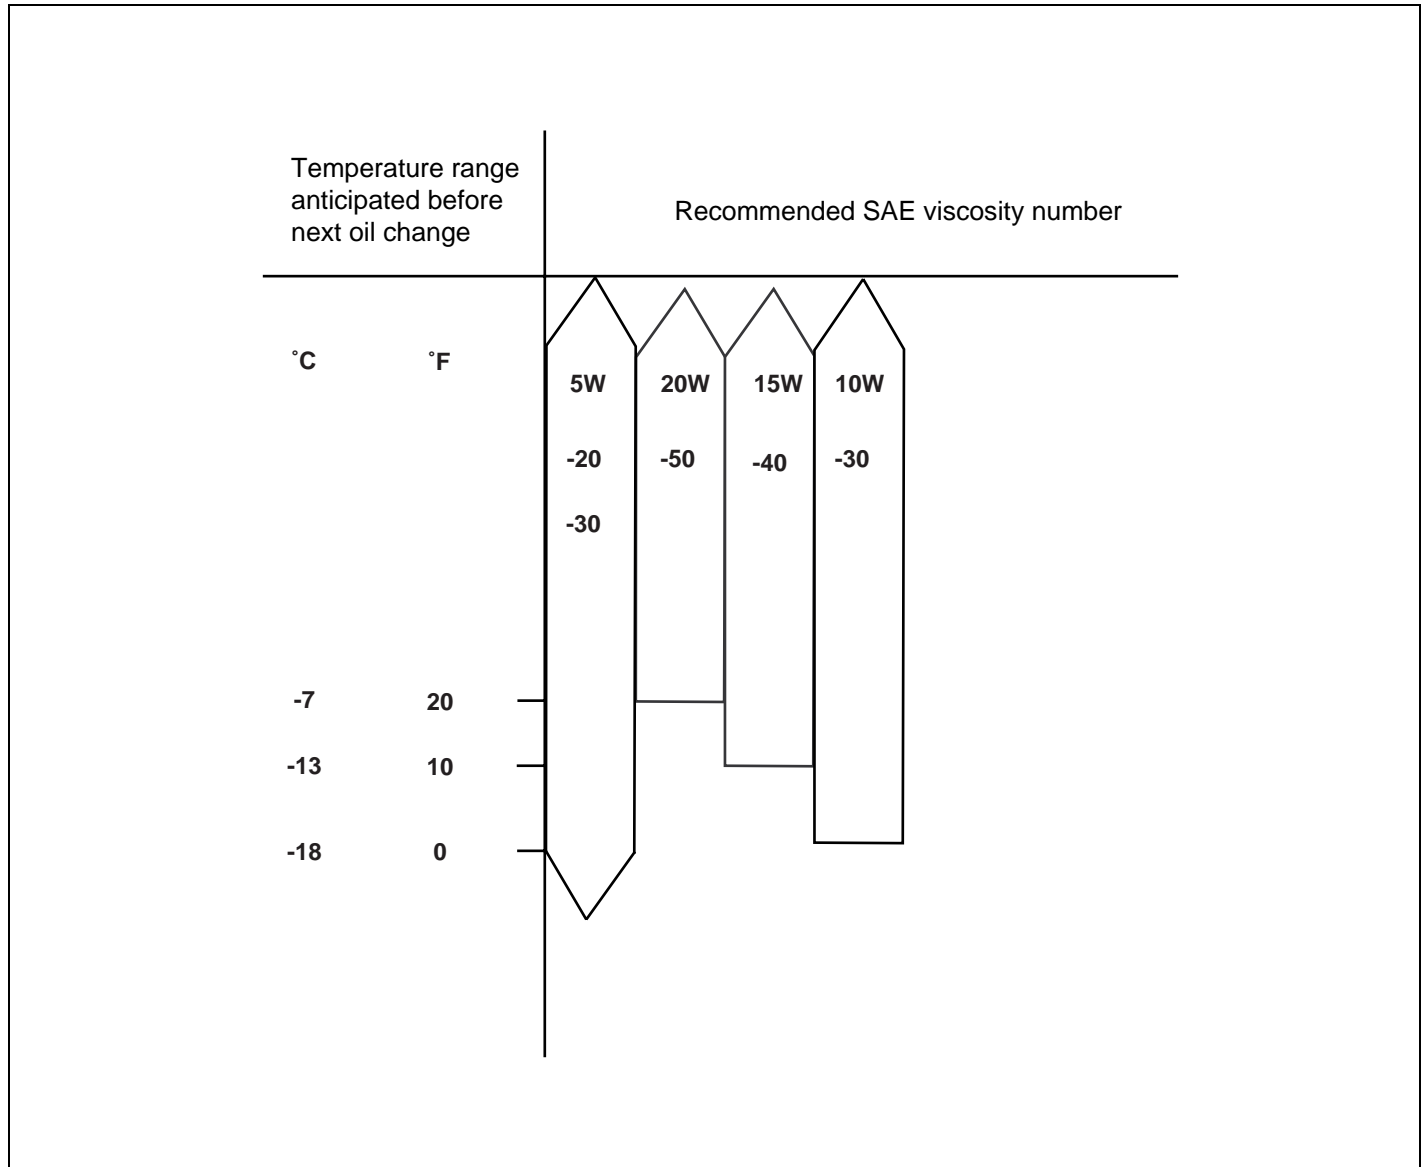 Temperature range
anticipated before
next oil change
Recommended SAE viscosity number
˚C ˚F
5W 20W 15W 10W
-20 -50 -40 -30
-30
-7 20
-13 10
-18 0